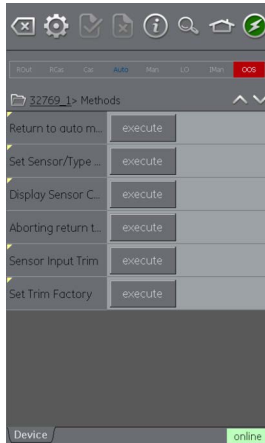 ROut RCas Cas Auto Man LO IMan OOS
32769_1> Methods
Return to auto m... execute
Set Sensor/Type ... execute
Display Sensor C... execute
Aborting return t... execute
Sensor Input Trim execute
Set Trim Factory execute
Device online